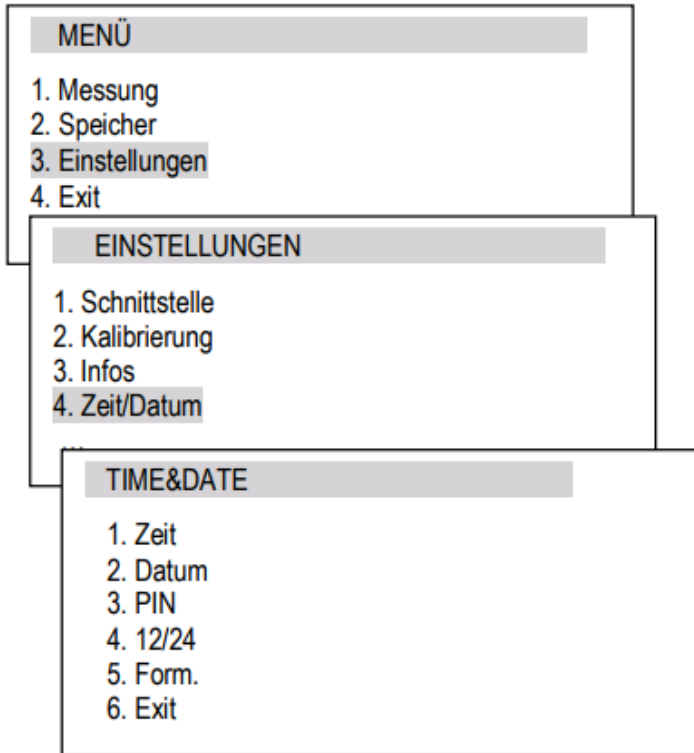 MENÜ
1. Messung
2. Speicher
3. Einstellungen
4. Exit
EINSTELLUNGEN
1. Schnittstelle
2. Kalibrierung
3. Infos
4. Zeit/Datum
...
TIME&DATE
1. Zeit
2. Datum
3. PIN
4. 12/24
5. Form.
6. Exit